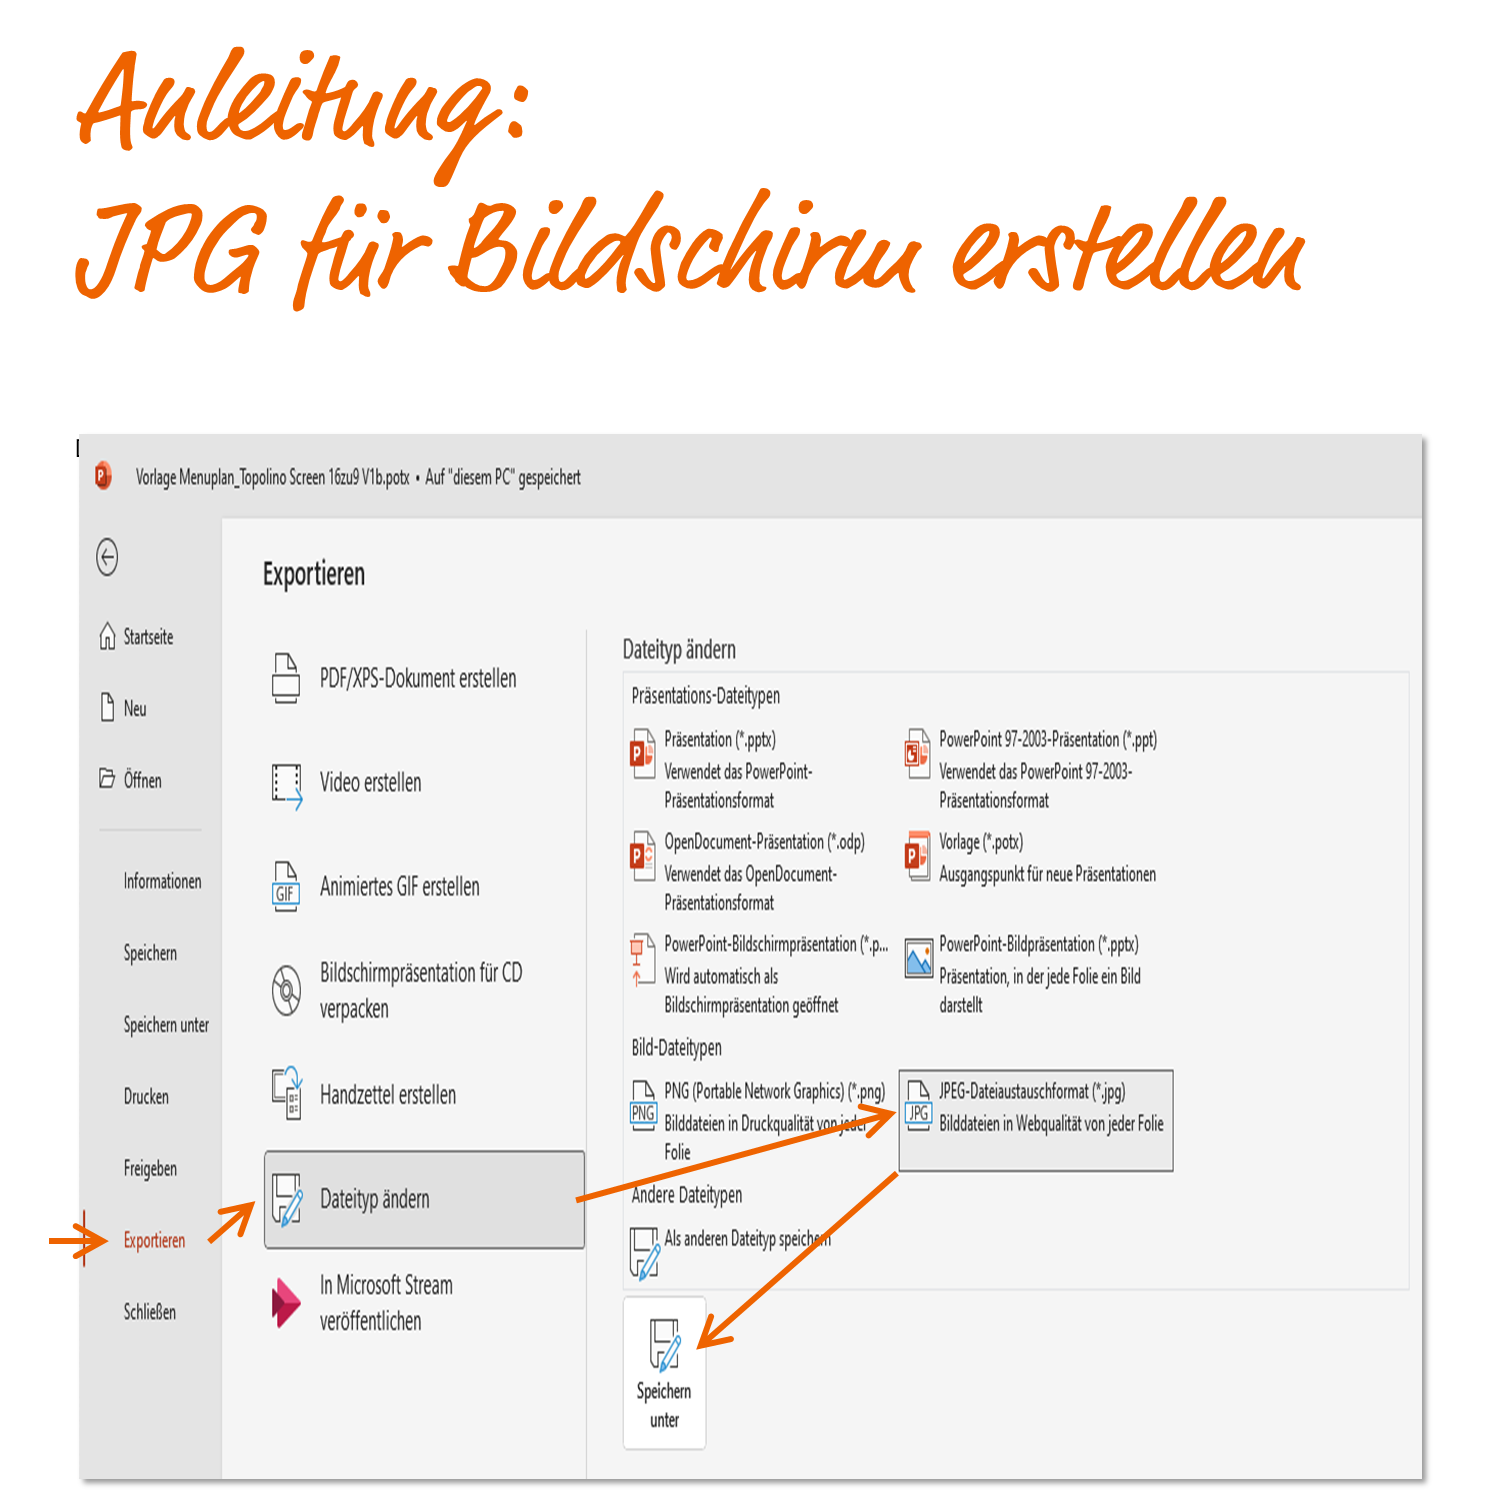 Anleitung:
JPG für Bildschirm erstellen
Vorlage Menuplan_Topolino Screen 16zu9 V1b.potx • Auf "diesem PC" gespeichert
Startseite
Neu
Öffnen
Informationen
Speichern
Speichern unter
Drucken
Freigeben
Exportieren
Schließen
Exportieren
PDF/XPS-Dokument erstellen
Video erstellen
GIF
Animiertes GIF erstellen
Bildschirmpräsentation für CD
verpacken
Handzettel erstellen
Dateityp ändern
In Microsoft Stream
veröffentlichen
Dateityp ändern
Präsentations-Dateitypen
Präsentation (*.pptx)
Verwendet das PowerPoint-
Präsentationsformat
PowerPoint 97-2003-Präsentation (*.ppt)
Verwendet das PowerPoint 97-2003-
Präsentationsformat
OpenDocument-Präsentation (*.odp)
Verwendet das OpenDocument-
Präsentationsformat
Vorlage (*.potx)
Ausgangspunkt für neue Präsentationen
PowerPoint-Bildschirmpräsentation (*.p...
Wird automatisch als
Bildschirmpräsentation geöffnet
PowerPoint-Bildpräsentation (*.pptx)
Präsentation, in der jede Folie ein Bild
darstellt
Bild-Dateitypen
PNG
PNG (Portable Network Graphics) (*.png)
Bilddateien in Druckqualität von jeder
Folie
JPG
JPEG-Dateiaustauschformat (*.jpg)
Bilddateien in Webqualität von jeder Folie
Andere Dateitypen
Als anderen Dateityp speichern
Speichern
unter